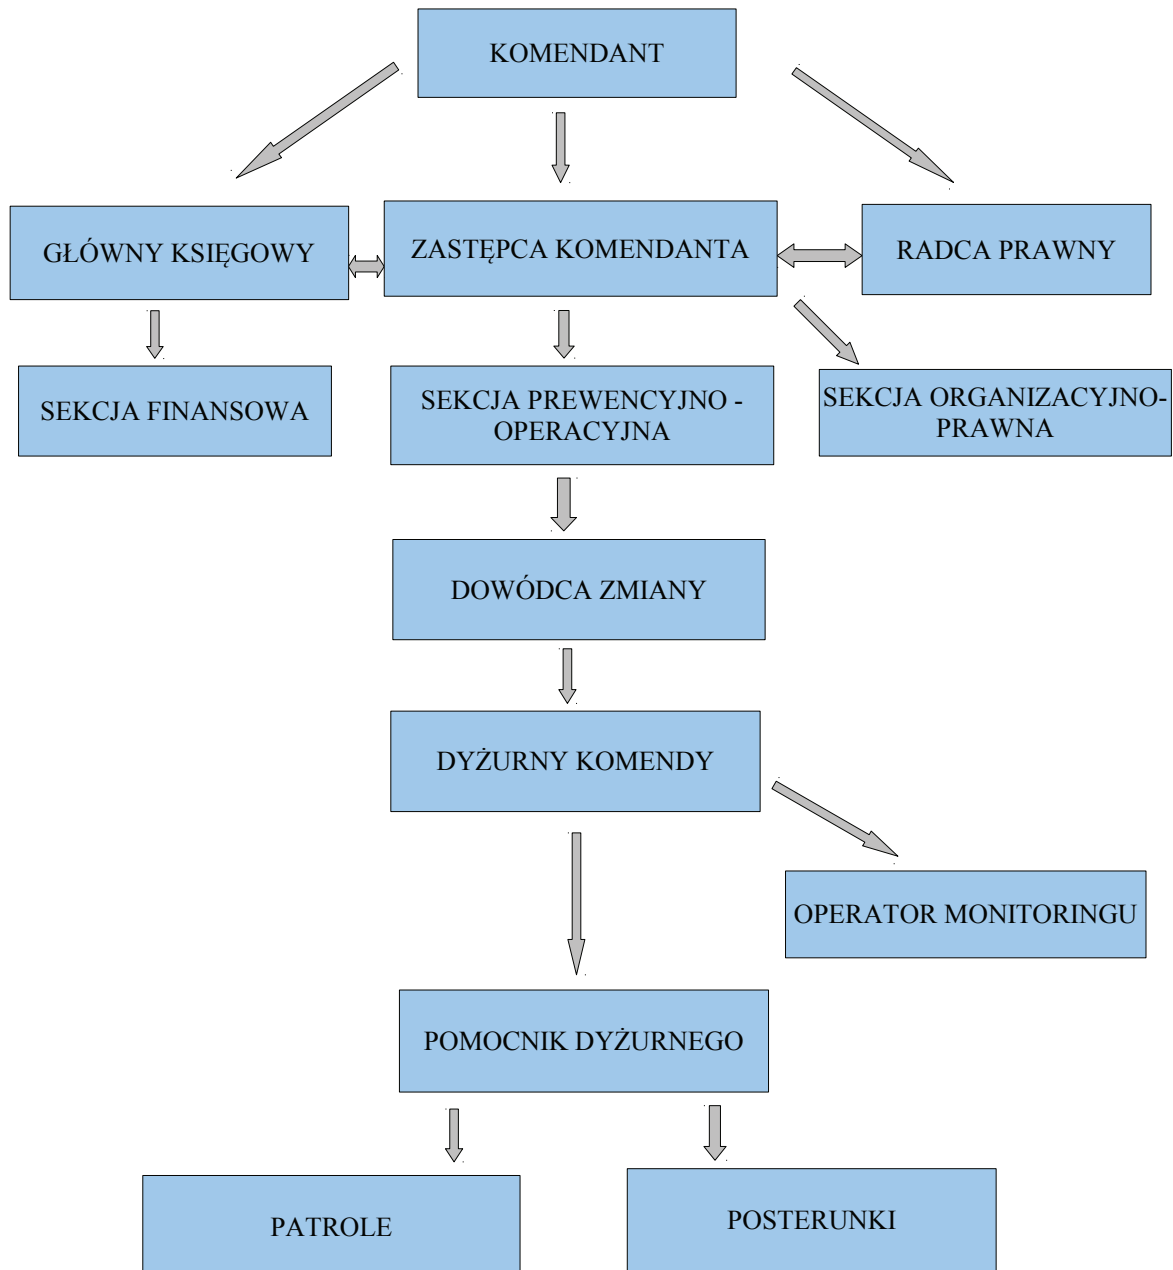 KOMENDANT
GŁÓWNY KSIĘGOWY
ZASTĘPCA KOMENDANTA
RADCA PRAWNY
SEKCJA FINANSOWA
SEKCJA PREWENCYJNO -
OPERACYJNA
SEKCJA ORGANIZACYJNO-
PRAWNA
DOWÓDCA ZMIANY
DYŻURNY KOMENDY
OPERATOR MONITORINGU
POMOCNIK DYŻURNEGO
PATROLE
POSTERUNKI